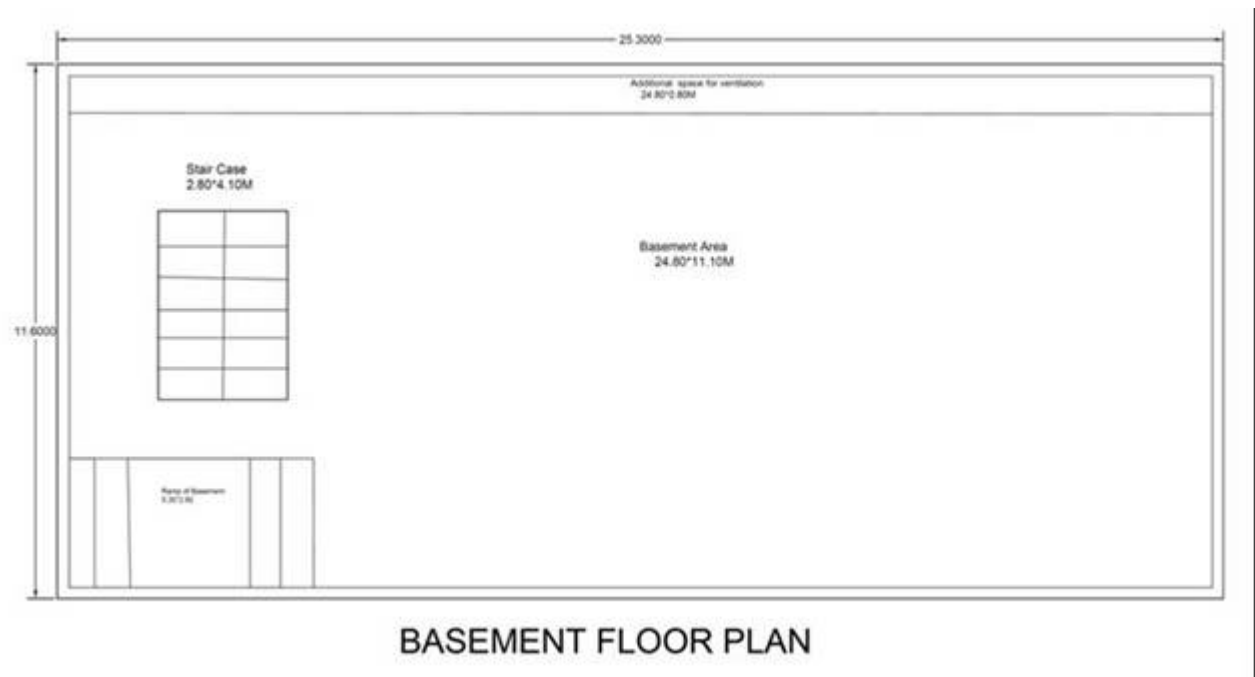 25.3000
Additional space for ventilation
24.80*0.80M
Stair Case
2.80*4.10M
Basement Area
24.80*11.10M
11.6000
Ramp of Basement
BASEMENT FLOOR PLAN